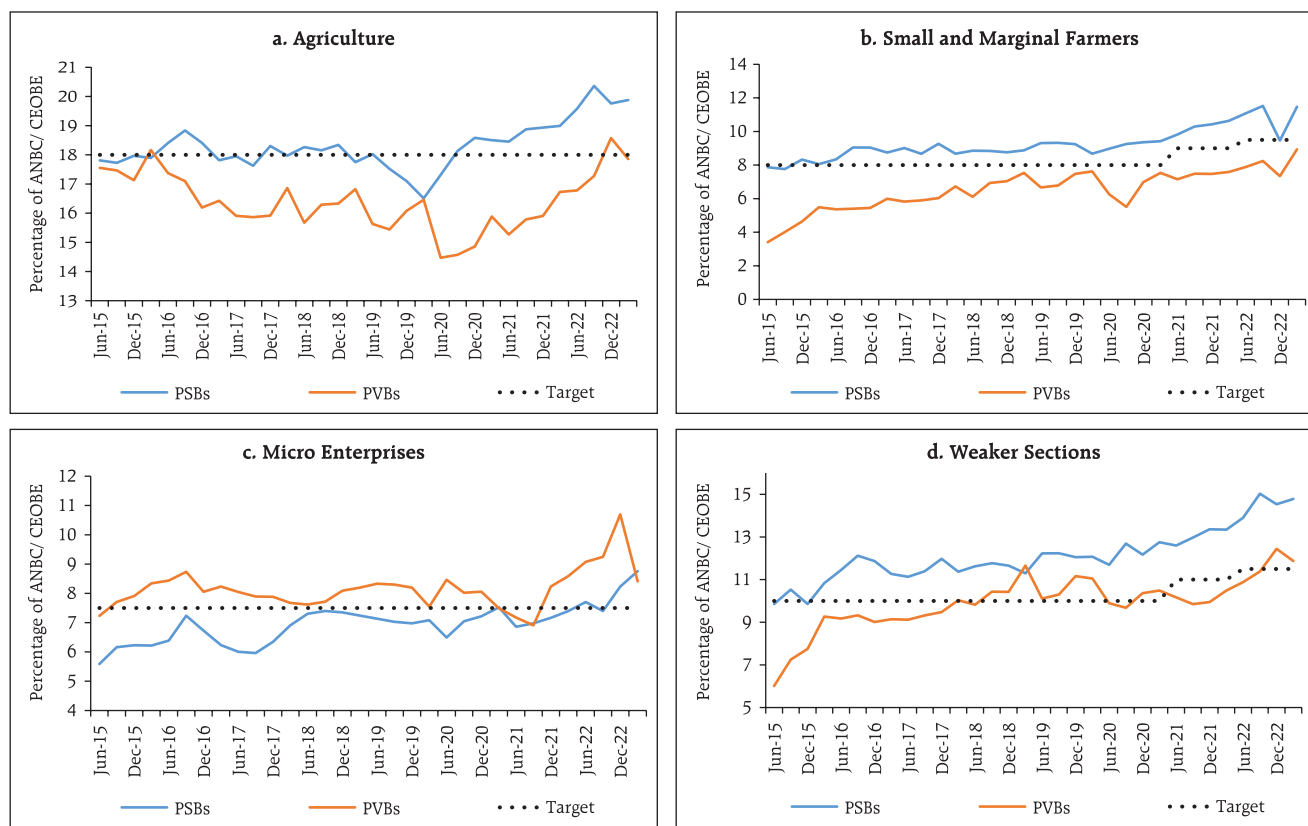 a. Agriculture
Percentage of ANBC/ CEOBE
21
20
19
18
17
16
15
14
13
Jun-15
Dec-15
Jun-16
Dec-16
Jun-17
Dec-17
Jun-18
Dec-18
Jun-19
Dec-19
Jun-20
Dec-20
Jun-21
Dec-21
Jun-22
Dec-22
PSBs PVBs Target
b. Small and Marginal Farmers
Percentage of ANBC/ CEOBE
14
12
10
8
6
4
2
0
Jun-15
Dec-15
Jun-16
Dec-16
Jun-17
Dec-17
Jun-18
Dec-18
Jun-19
Dec-19
Jun-20
Dec-20
Jun-21
Dec-21
Jun-22
Dec-22
PSBs PVBs Target
c. Micro Enterprises
Percentage of ANBC/ CEOBE
12
11
10
9
8
7
6
5
4
Jun-15
Dec-15
Jun-16
Dec-16
Jun-17
Dec-17
Jun-18
Dec-18
Jun-19
Dec-19
Jun-20
Dec-20
Jun-21
Dec-21
Jun-22
Dec-22
PSBs PVBs Target
d. Weaker Sections
Percentage of ANBC/ CEOBE
15
13
11
9
7
5
Jun-15
Dec-15
Jun-16
Dec-16
Jun-17
Dec-17
Jun-18
Dec-18
Jun-19
Dec-19
Jun-20
Dec-20
Jun-21
Dec-21
Jun-22
Dec-22
PSBs PVBs Target